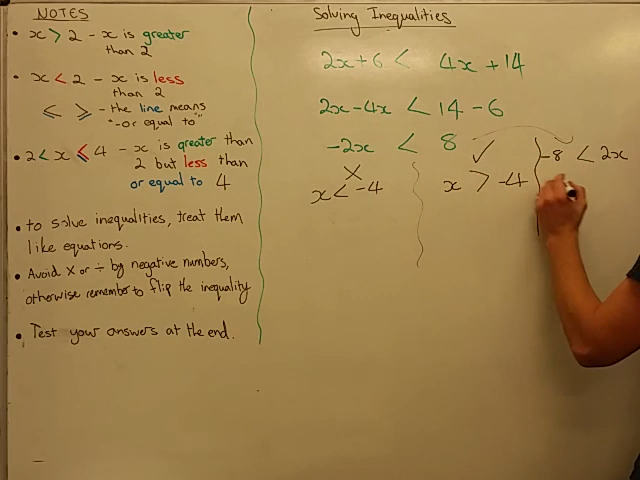 NOTES
• x > 2 - x is greater
than 2
• x < 2 - x is less
than 2
≤ ≥ - the line means
"-or equal to"
• 2 < x ≤ 4 - x is greater than
2 but less than
or equal to 4
• to solve inequalities, treat them
like equations.
• Avoid × or ÷ by negative numbers,
otherwise remember to flip the inequality
• Test your answers at the end.
Solving Inequalities
2x+6 < 4x+14
2x-4x < 14-6
-2x < 8
✗
x < -4
✓
x > -4
-8 < 2x